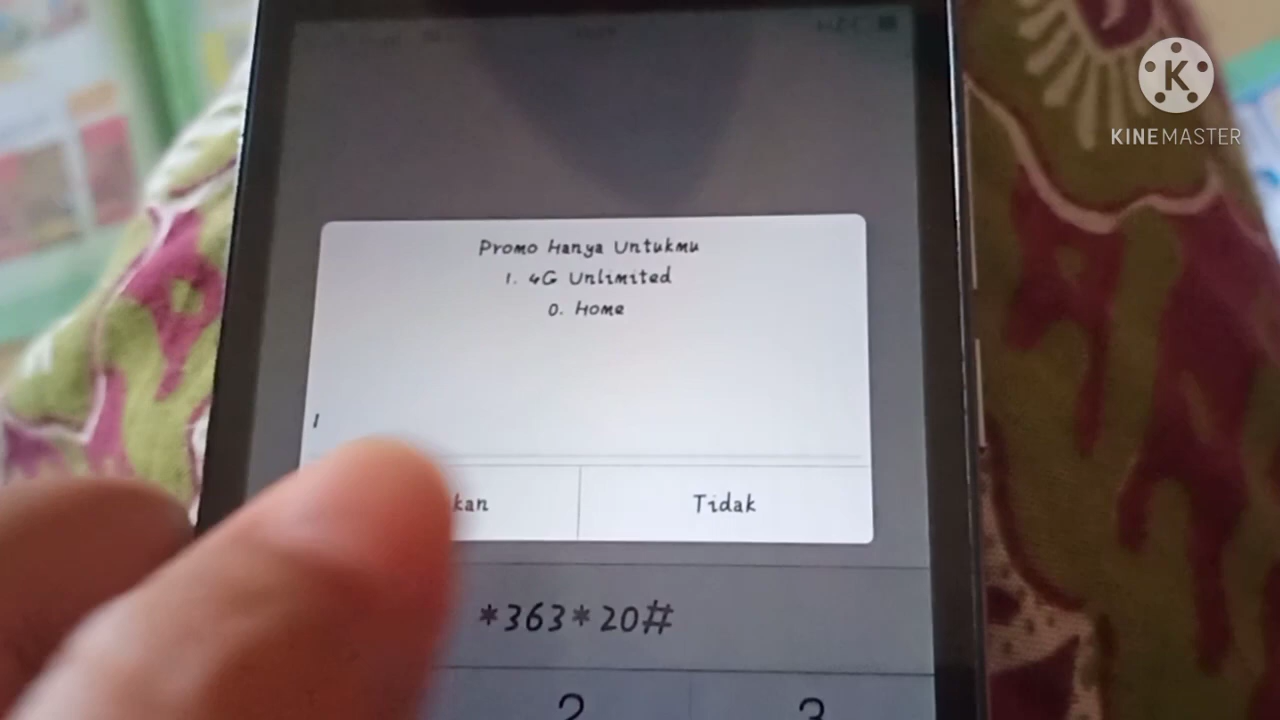 Promo Hanya Untukmu
1. 4G Unlimited
0. Home
1
kan
Tidak
*363*20#
2
3
K
KINEMASTER